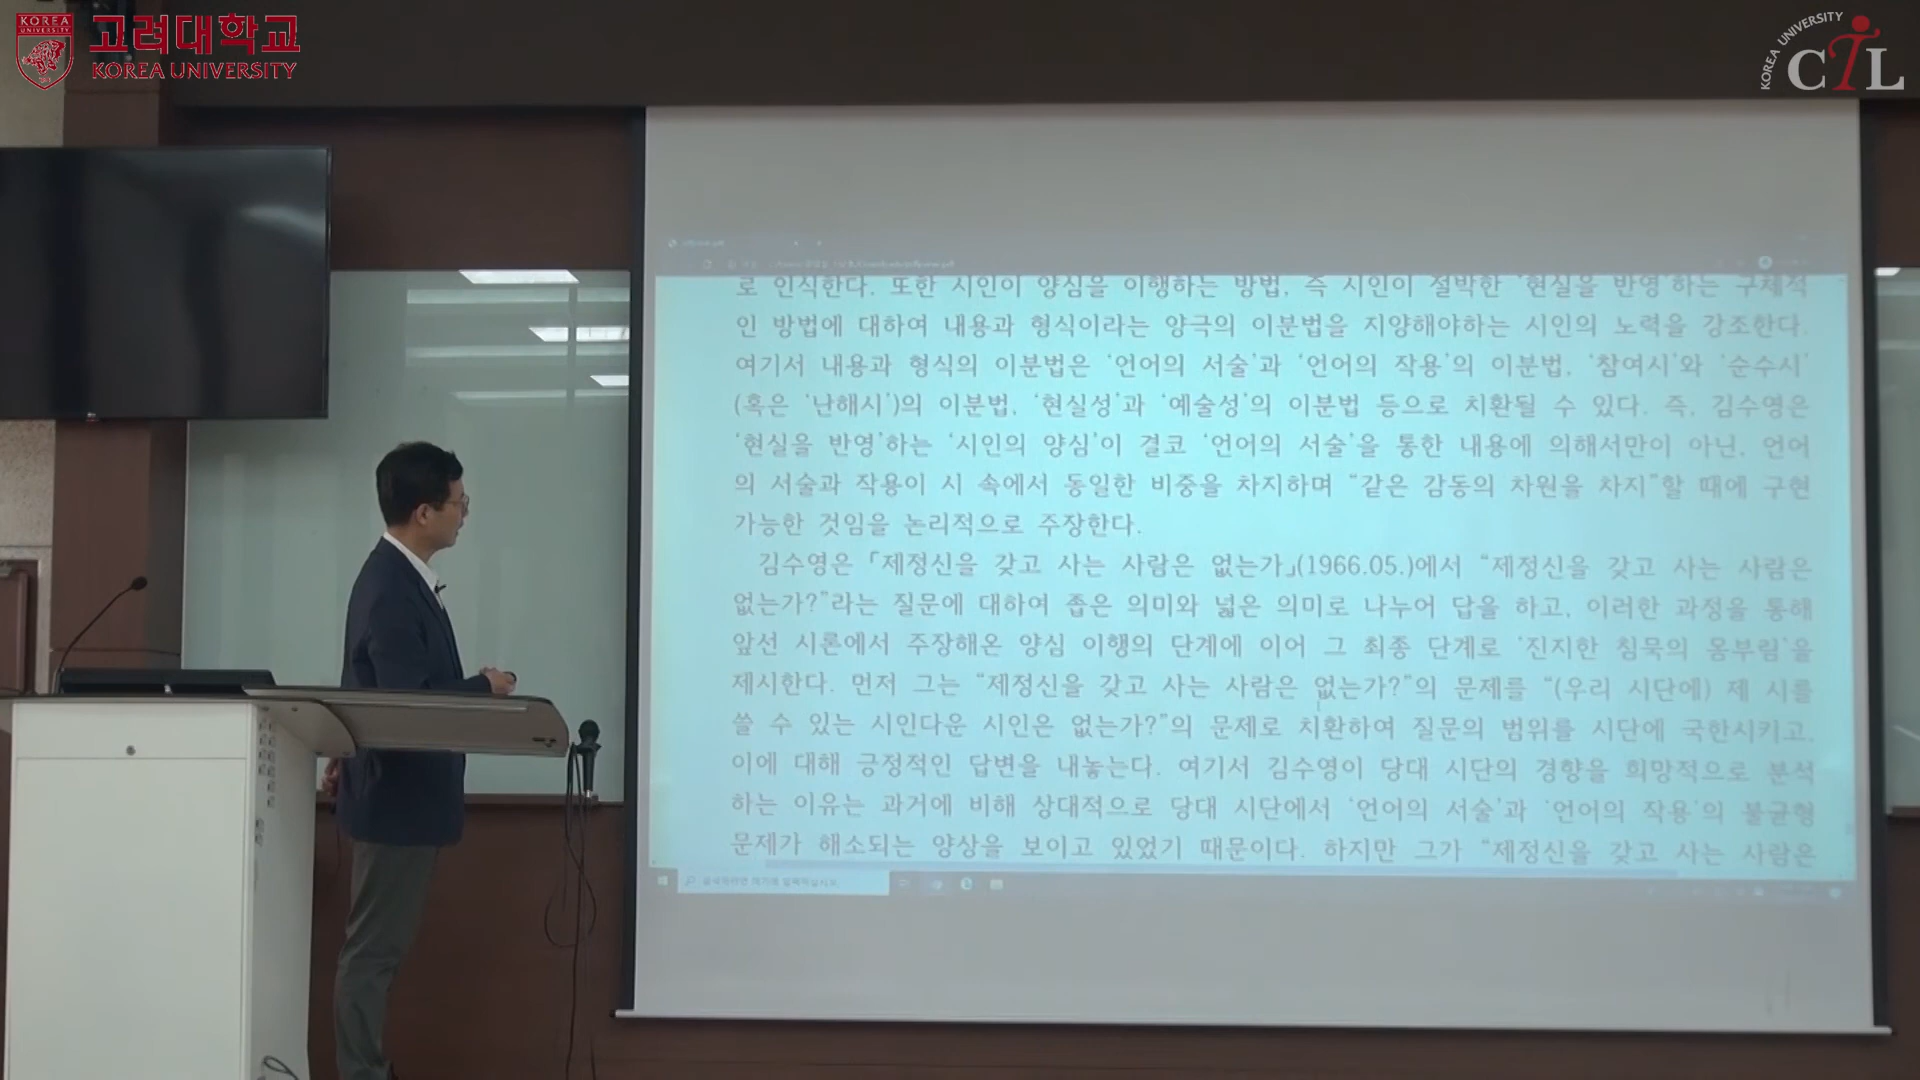 KOREA
UNIVERSITY
고려대학교
KOREA UNIVERSITY
KOREA UNIVERSITY
CTL
로 인식한다. 또한 시인이 양심을 이행하는 방법, 즉 시인이 절박한 ‘현실을 반영’하는 구체적
인 방법에 대하여 내용과 형식이라는 양극의 이분법을 지양해야하는 시인의 노력을 강조한다.
여기서 내용과 형식의 이분법은 ‘언어의 서술’과 ‘언어의 작용’의 이분법, ‘참여시’와 ‘순수시’
(혹은 ‘난해시’)의 이분법, ‘현실성’과 ‘예술성’의 이분법 등으로 치환될 수 있다. 즉, 김수영은
‘현실을 반영’하는 ‘시인의 양심’이 결코 ‘언어의 서술’을 통한 내용에 의해서만이 아닌, 언어
의 서술과 작용이 시 속에서 동일한 비중을 차지하며 “같은 감동의 차원을 차지”할 때에 구현
가능한 것임을 논리적으로 주장한다.
김수영은 「제정신을 갖고 사는 사람은 없는가」(1966.05.)에서 “제정신을 갖고 사는 사람은
없는가?”라는 질문에 대하여 좁은 의미와 넓은 의미로 나누어 답을 하고, 이러한 과정을 통해
앞선 시론에서 주장해온 양심 이행의 단계에 이어 그 최종 단계로 ‘진지한 침묵의 몸부림’을
제시한다. 먼저 그는 “제정신을 갖고 사는 사람은 없는가?”의 문제를 “(우리 시단에) 제 시를
쓸 수 있는 시인다운 시인은 없는가?”의 문제로 치환하여 질문의 범위를 시단에 국한시키고,
이에 대해 긍정적인 답변을 내놓는다. 여기서 김수영이 당대 시단의 경향을 희망적으로 분석
하는 이유는 과거에 비해 상대적으로 당대 시단에서 ‘언어의 서술’과 ‘언어의 작용’의 불균형
문제가 해소되는 양상을 보이고 있었기 때문이다. 하지만 그가 “제정신을 갖고 사는 사람은